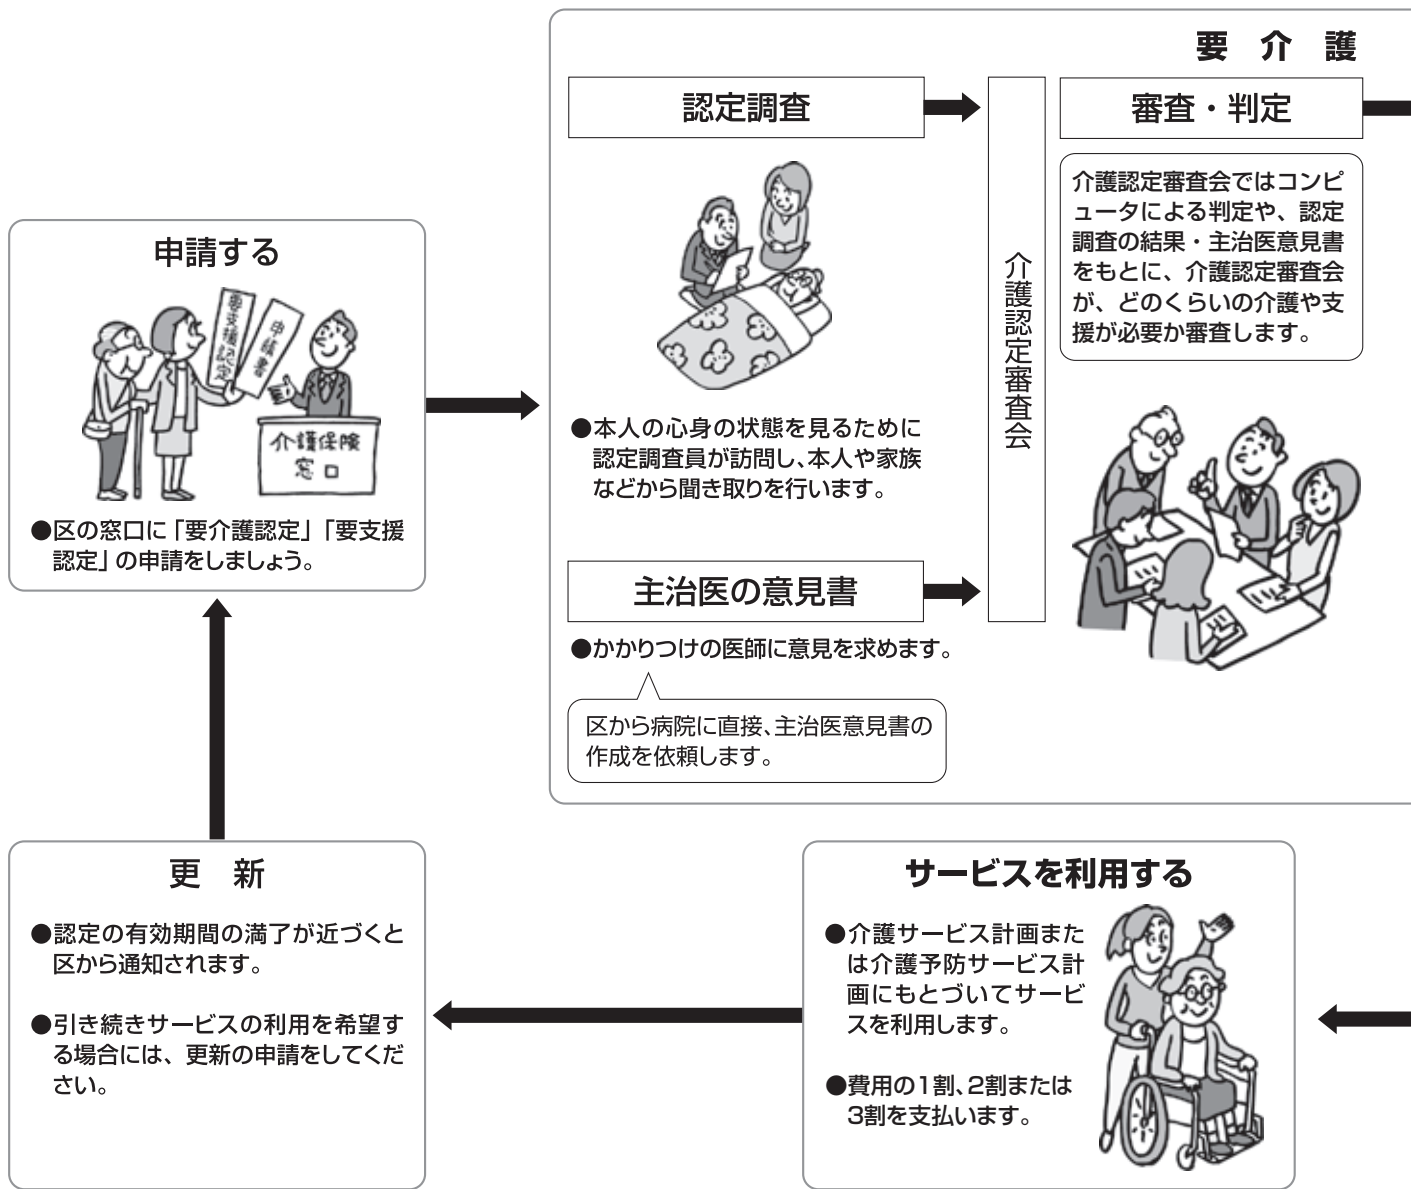 申請する
要支援認定
申請書
介護保険
窓口
●区の窓口に「要介護認定」「要支援
認定」の申請をしましょう。
要 介 護
認定調査
●本人の心身の状態を見るために
認定調査員が訪問し、本人や家族
などから聞き取りを行います。
主治医の意見書
●かかりつけの医師に意見を求めます。
区から病院に直接、主治医意見書の
作成を依頼します。
介護認定審査会
審査・判定
介護認定審査会ではコンピ
ュータによる判定や、認定
調査の結果・主治医意見書
をもとに、介護認定審査会
が、どのくらいの介護や支
援が必要か審査します。
サービスを利用する
●介護サービス計画また
は介護予防サービス計
画にもとづいてサービ
スを利用します。
●費用の1割、2割または
3割を支払います。
更 新
●認定の有効期間の満了が近づくと
区から通知されます。
●引き続きサービスの利用を希望す
る場合には、更新の申請をしてくだ
さい。